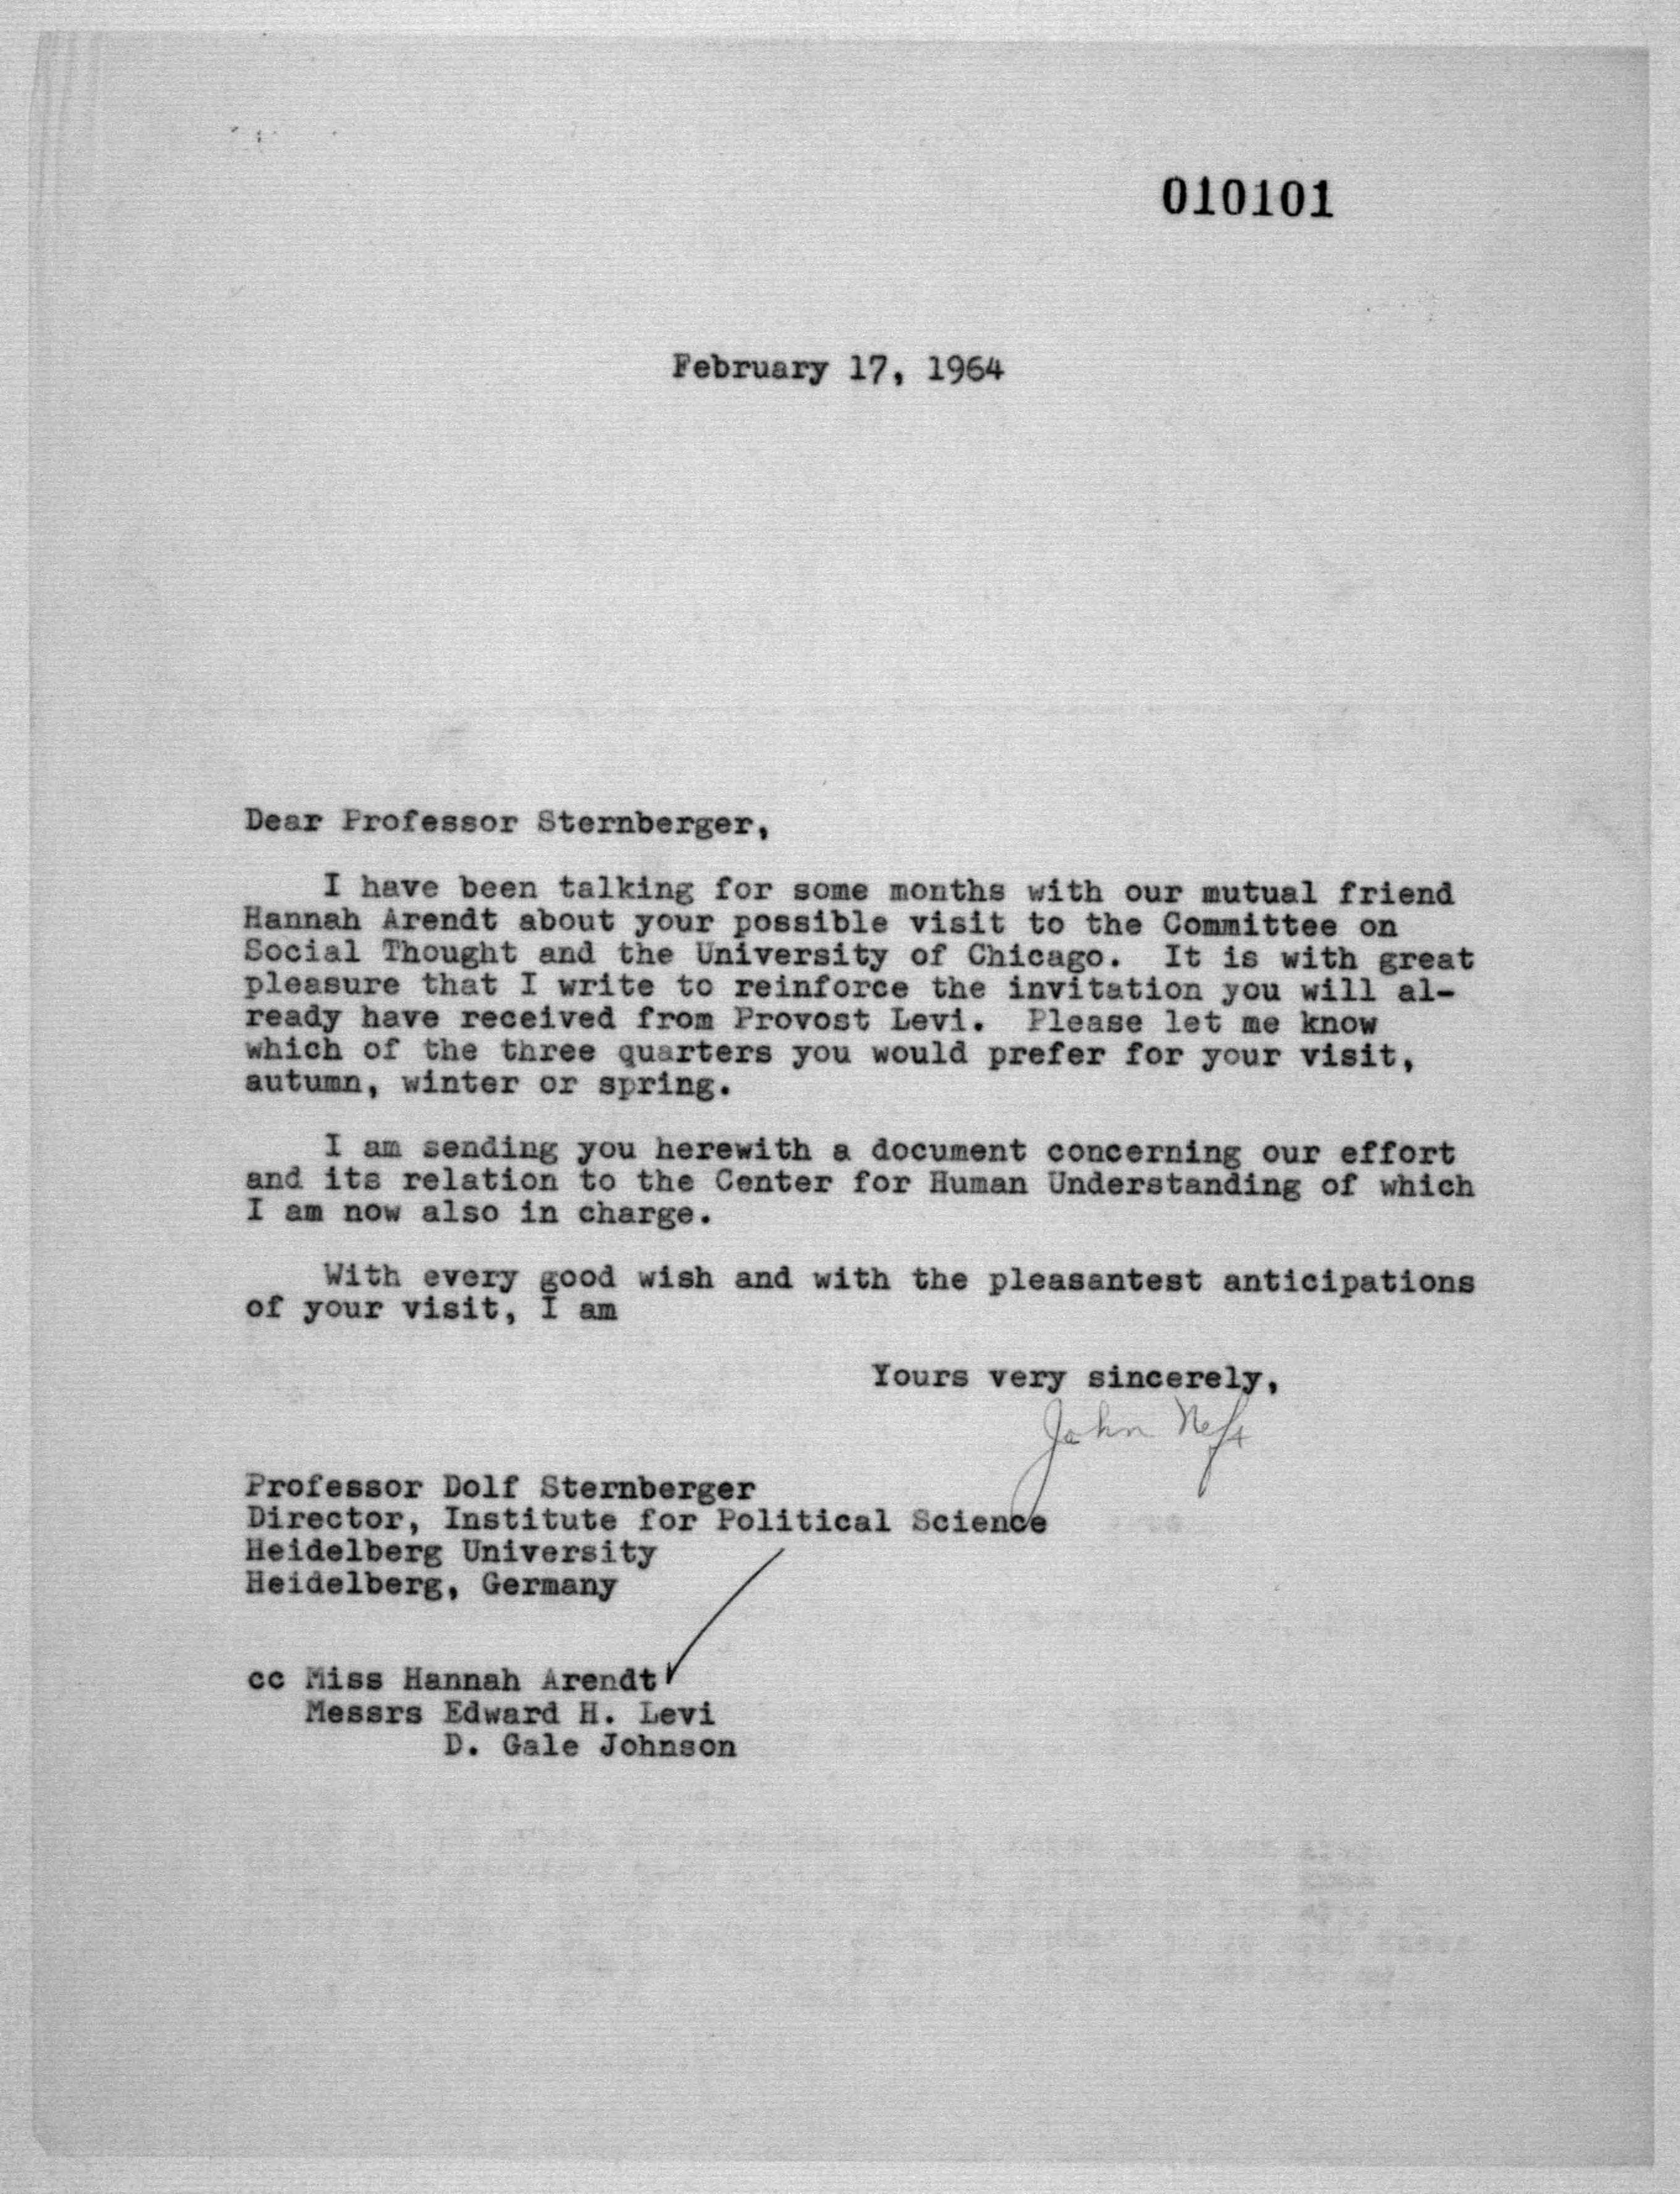 010101
February 17, 1964
Dear Professor Sternberger,
I have been talking for some months with our mutual friend
Hannah Arendt about your possible visit to the Committee on
Social Thought and the University of Chicago. It is with great
pleasure that I write to reinforce the invitation you will al-
ready have received from Provost Levi. Please let me know
which of the three quarters you would prefer for your visit,
autumn, winter or spring.
I am sending you herewith a document concerning our effort
and its relation to the Center for Human Understanding of which
I am now also in charge.
With every good wish and with the pleasantest anticipations
of your visit, I am
Yours very sincerely,
John Nef
Professor Dolf Sternberger
Director, Institute for Political Science
Heidelberg University
Heidelberg, Germany
cc Miss Hannah Arendt
Messrs Edward H. Levi
D. Gale Johnson